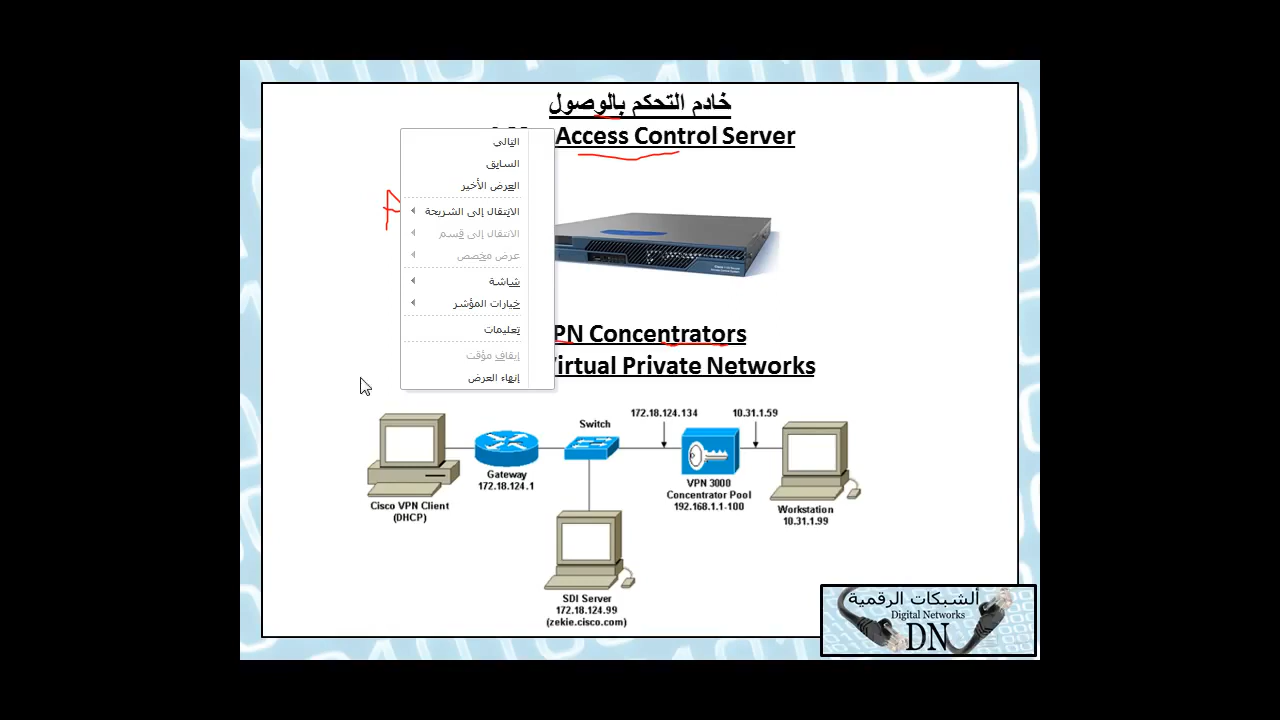 خادم التحكم بالوصول
Access Control Server
التالي
السابق
العرض الأخير
الانتقال إلى الشريحة
الانتقال إلى قسم
عرض مخصص
شاشة
خيارات المؤشر
تعليمات
إيقاف مؤقت
إنهاء العرض
A
PN Concentrators
irtual Private Networks
172.18.124.134
10.31.1.59
Switch
Gateway
172.18.124.1
VPN 3000
Concentrator Pool
192.168.1.1-100
Cisco VPN Client
(DHCP)
Workstation
10.31.1.99
SDI Server
172.18.124.99
(zekie.cisco.com)
ألشبكات الرقمية
Digital Networks
DN